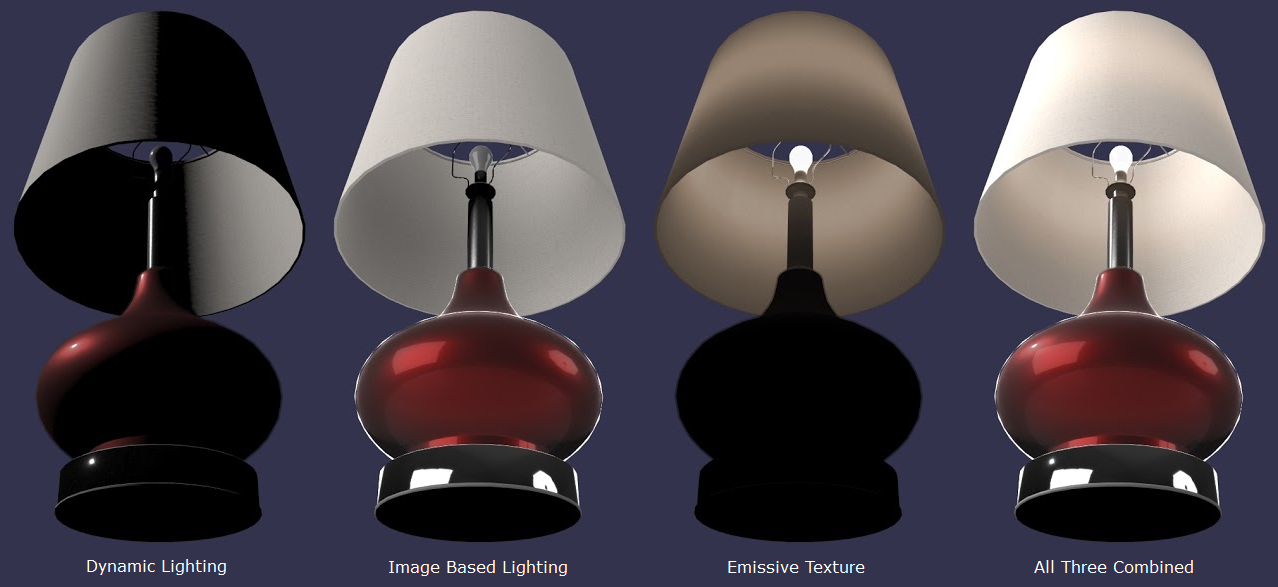 Dynamic Lighting
Image Based Lighting
Emissive Texture
All Three Combined